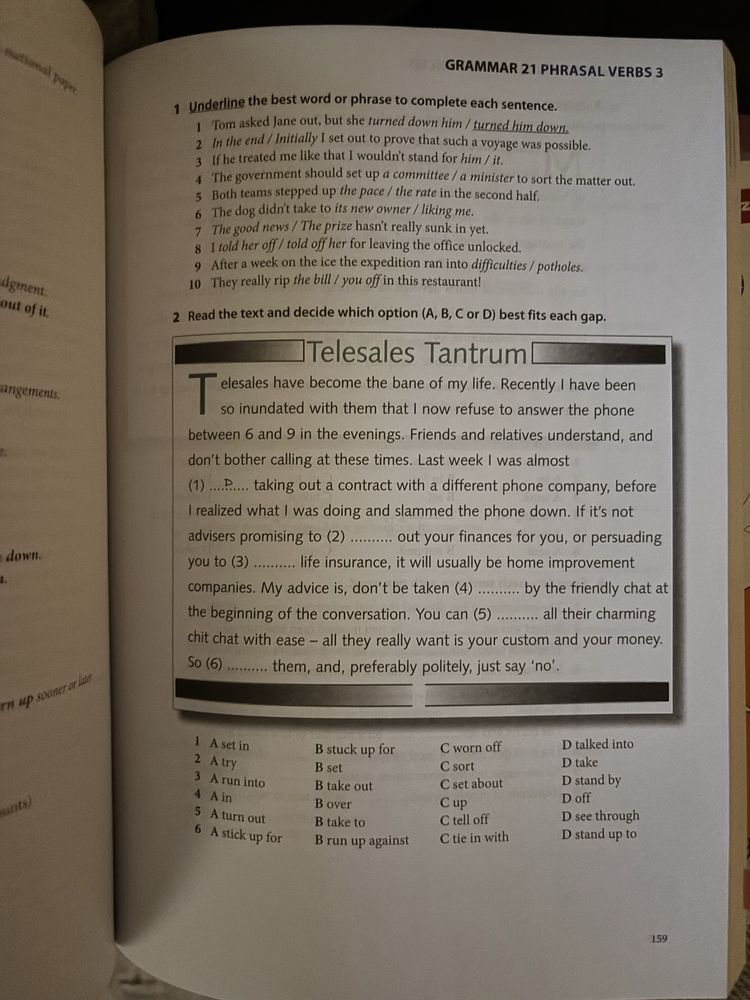 national paper.
dgment.
out of it.
angements.
down.
rn up sooner or later
ounts)
GRAMMAR 21 PHRASAL VERBS 3
1 Underline the best word or phrase to complete each sentence.
1 Tom asked Jane out, but she turned down him / turned him down.
2 In the end / Initially I set out to prove that such a voyage was possible.
3 If he treated me like that I wouldn't stand for him / it.
4 The government should set up a committee / a minister to sort the matter out.
5 Both teams stepped up the pace / the rate in the second half.
6 The dog didn't take to its new owner / liking me.
7 The good news / The prize hasn't really sunk in yet.
8 I told her off / told off her for leaving the office unlocked.
9 After a week on the ice the expedition ran into difficulties / potholes.
10 They really rip the bill / you off in this restaurant!
2 Read the text and decide which option (A, B, C or D) best fits each gap.
Telesales Tantrum
Telesales have become the bane of my life. Recently I have been
so inundated with them that I now refuse to answer the phone
between 6 and 9 in the evenings. Friends and relatives understand, and
don't bother calling at these times. Last week I was almost
(1) ....D..... taking out a contract with a different phone company, before
I realized what I was doing and slammed the phone down. If it's not
advisers promising to (2) .......... out your finances for you, or persuading
you to (3) .......... life insurance, it will usually be home improvement
companies. My advice is, don't be taken (4) .......... by the friendly chat at
the beginning of the conversation. You can (5) .......... all their charming
chit chat with ease – all they really want is your custom and your money.
So (6) .......... them, and, preferably politely, just say 'no'.
1 A set in B stuck up for C worn off D talked into
2 A try B set C sort D take
3 A run into B take out C set about D stand by
4 A in B over C up D off
5 A turn out B take to C tell off D see through
6 A stick up for B run up against C tie in with D stand up to
159